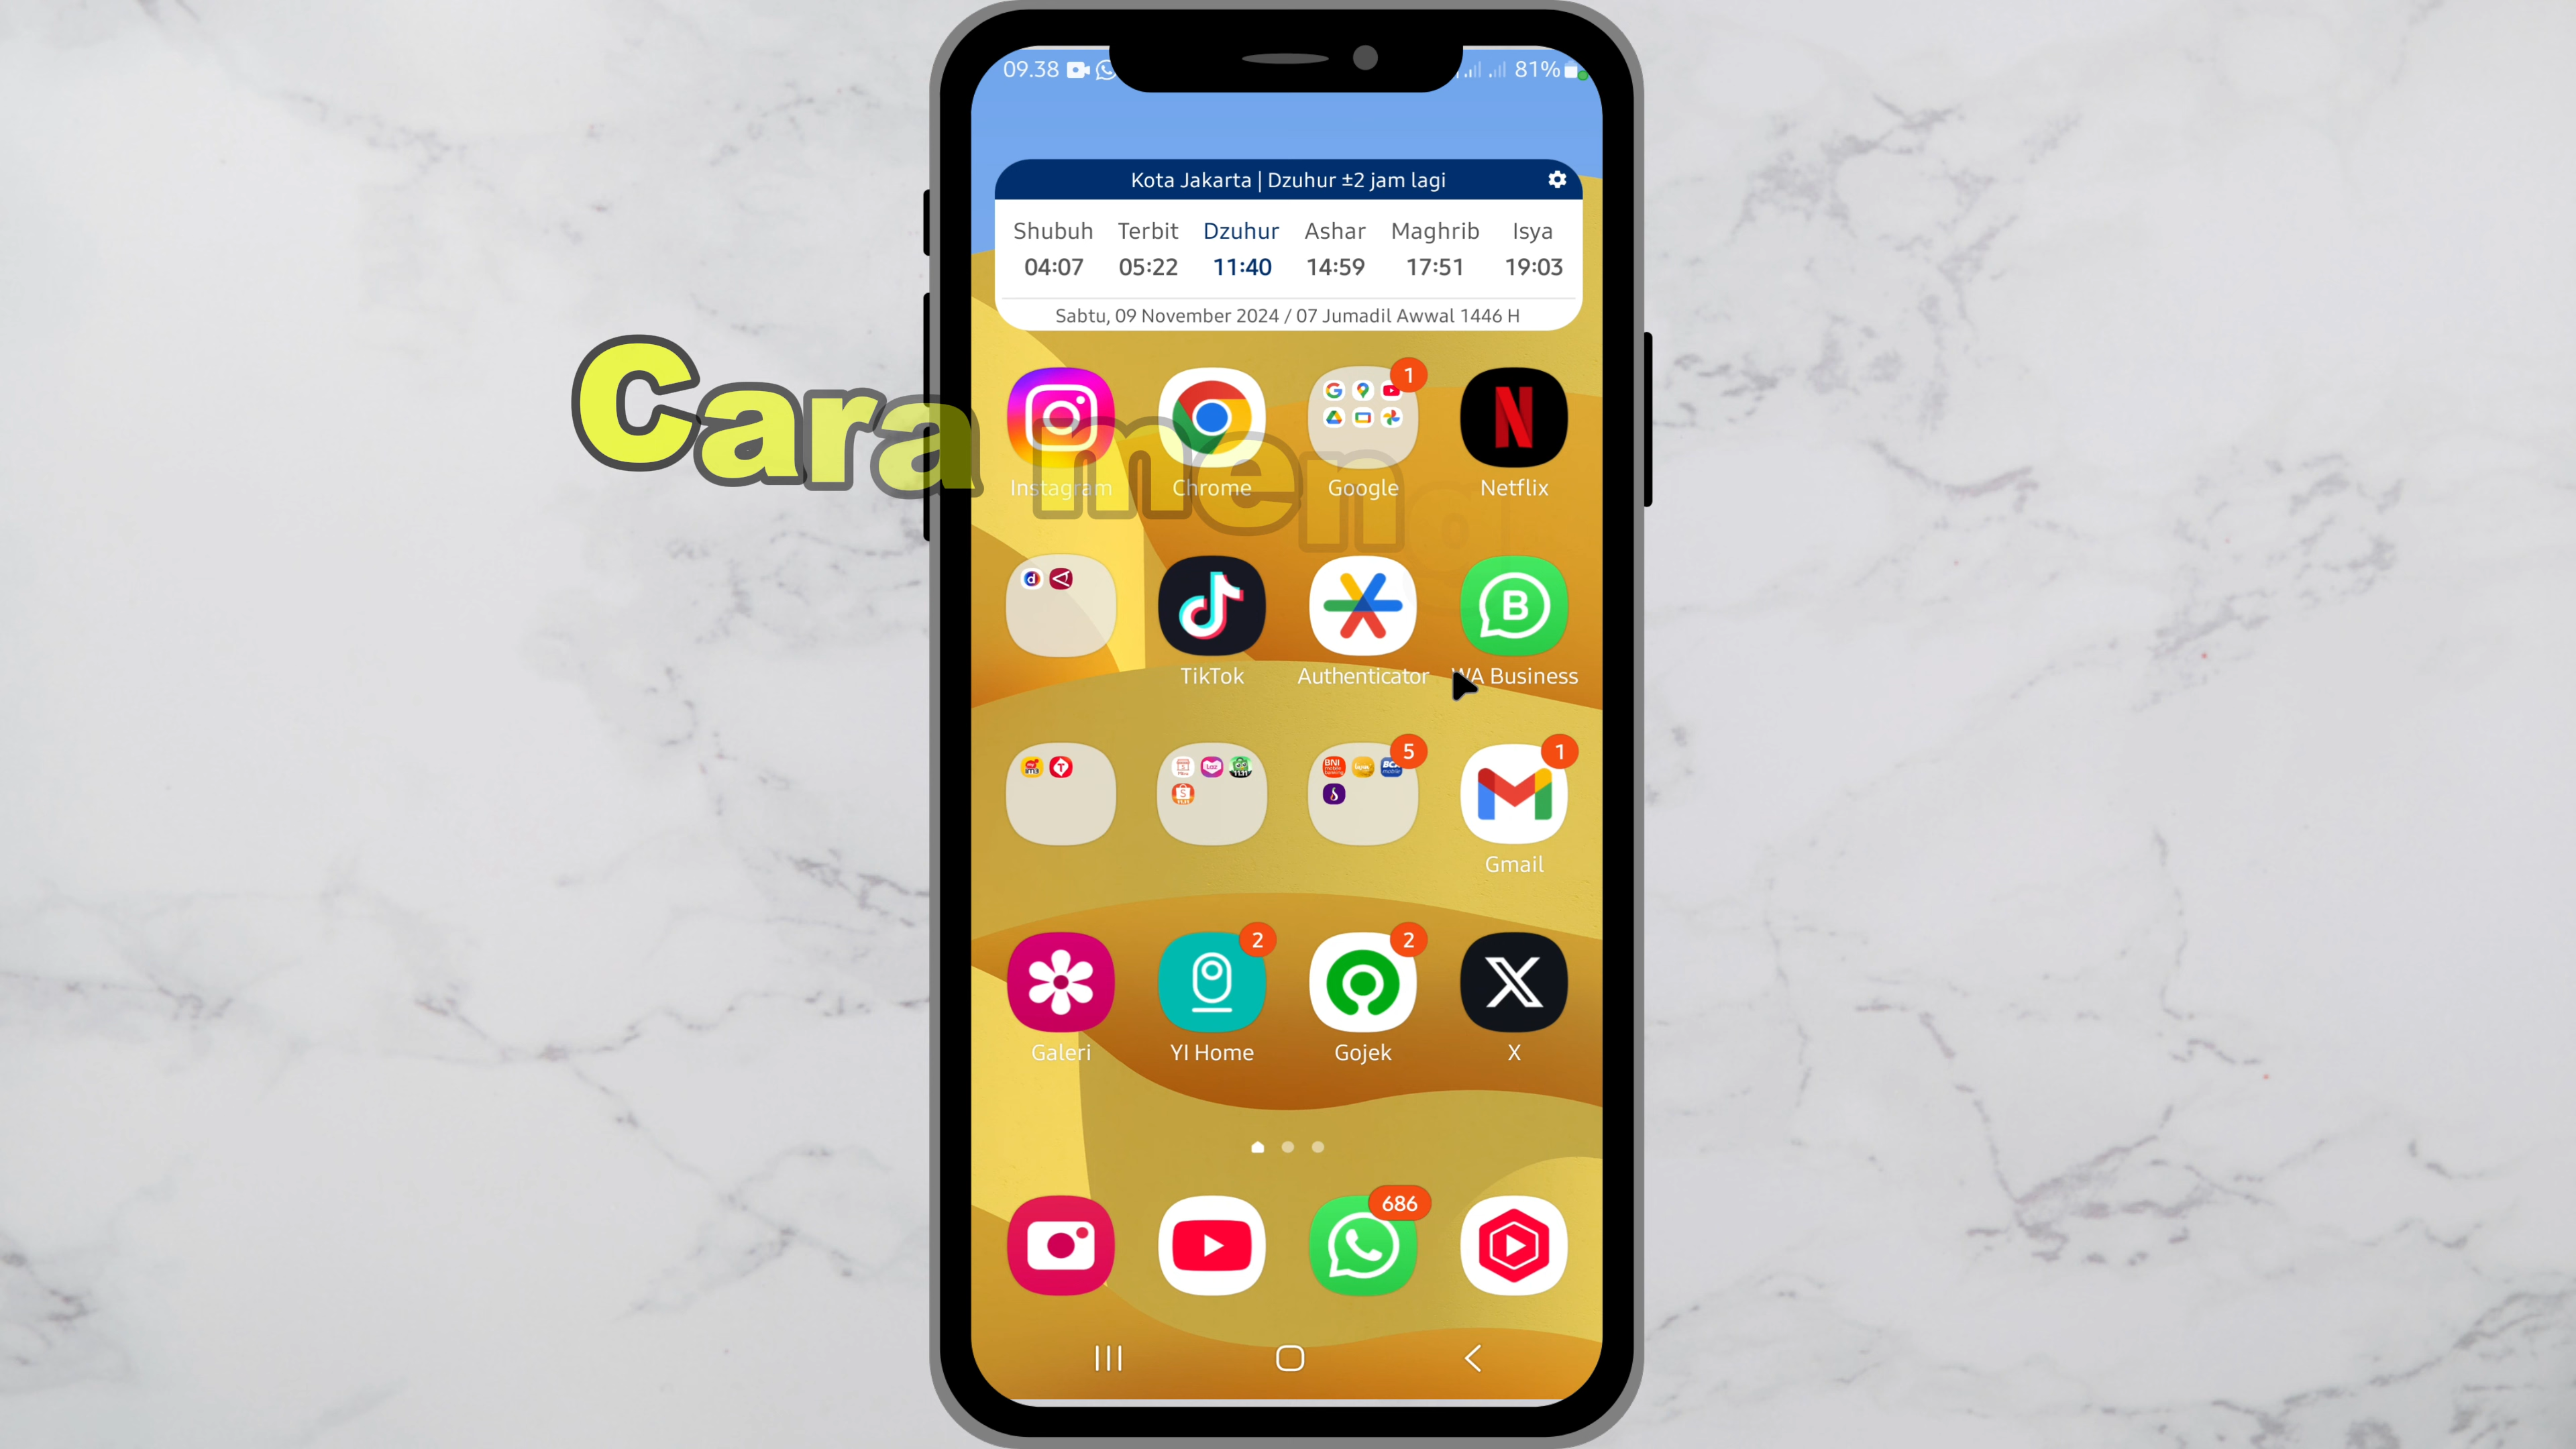 09.38
81%
Kota Jakarta | Dzuhur ±2 jam lagi
Shubuh Terbit Dzuhur Ashar Maghrib Isya
04:07 05:22 11:40 14:59 17:51 19:03
Sabtu, 09 November 2024 / 07 Jumadil Awwal 1446 H
Cara men
1
N
Instagram Chrome Google Netflix
B
TikTok Authenticator WA Business
5 1
Gmail
2 2
Galeri YI Home Gojek X
686